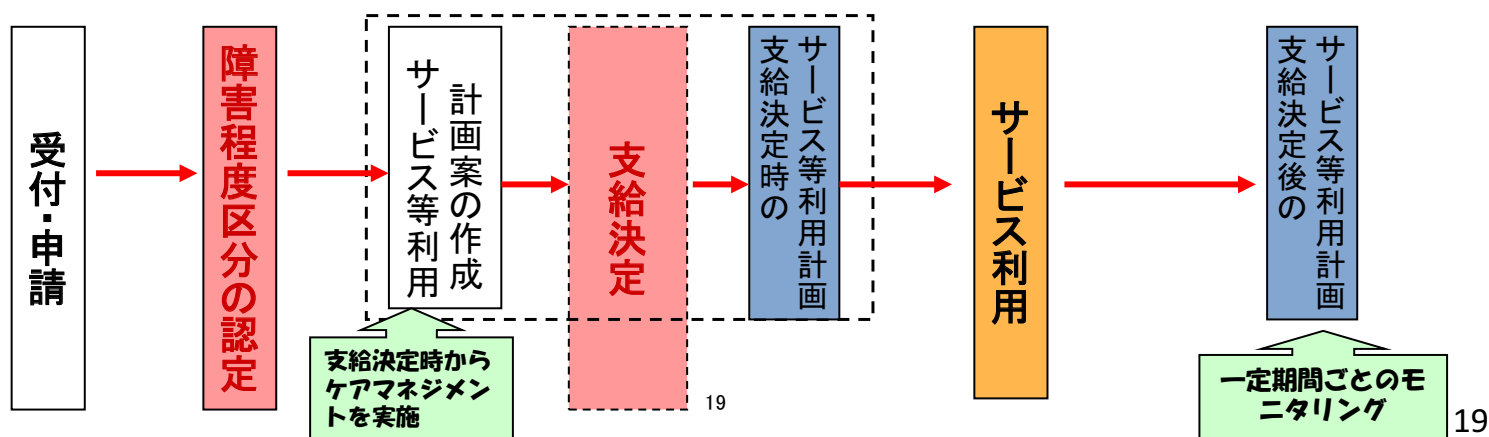 受付・申請
障害程度区分の認定
サービス等利用
計画案の作成
支給決定
支給決定時の
サービス等利用計画
サービス利用
支給決定後の
サービス等利用計画
支給決定時から
ケアマネジメン
トを実施
一定期間ごとのモ
ニタリング
19
19